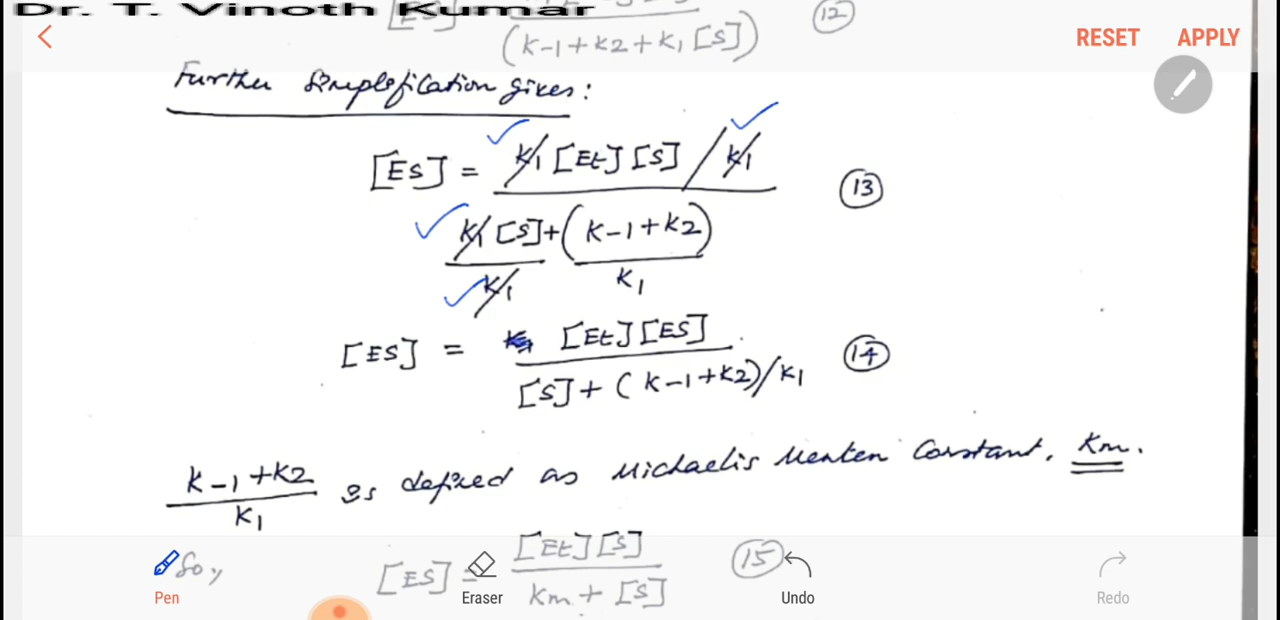 Dr. T. Vinoth Kumar
[ES]
(K-1+K2+K1[S])
(12)
RESET
APPLY
Further Simplification gives:
[ES] = K1[Et][S]/K1
K1[S]+(K-1+K2)
K1 K1
(13)
[ES] = [Et][ES]
[S]+(K-1+K2)/K1
(14)
K-1+K2
K1
is defined as Michaelis Menten Constant, Km.
So,
[ES] = [Et][S]
Km+[S]
(15)
Pen
Eraser
Undo
Redo